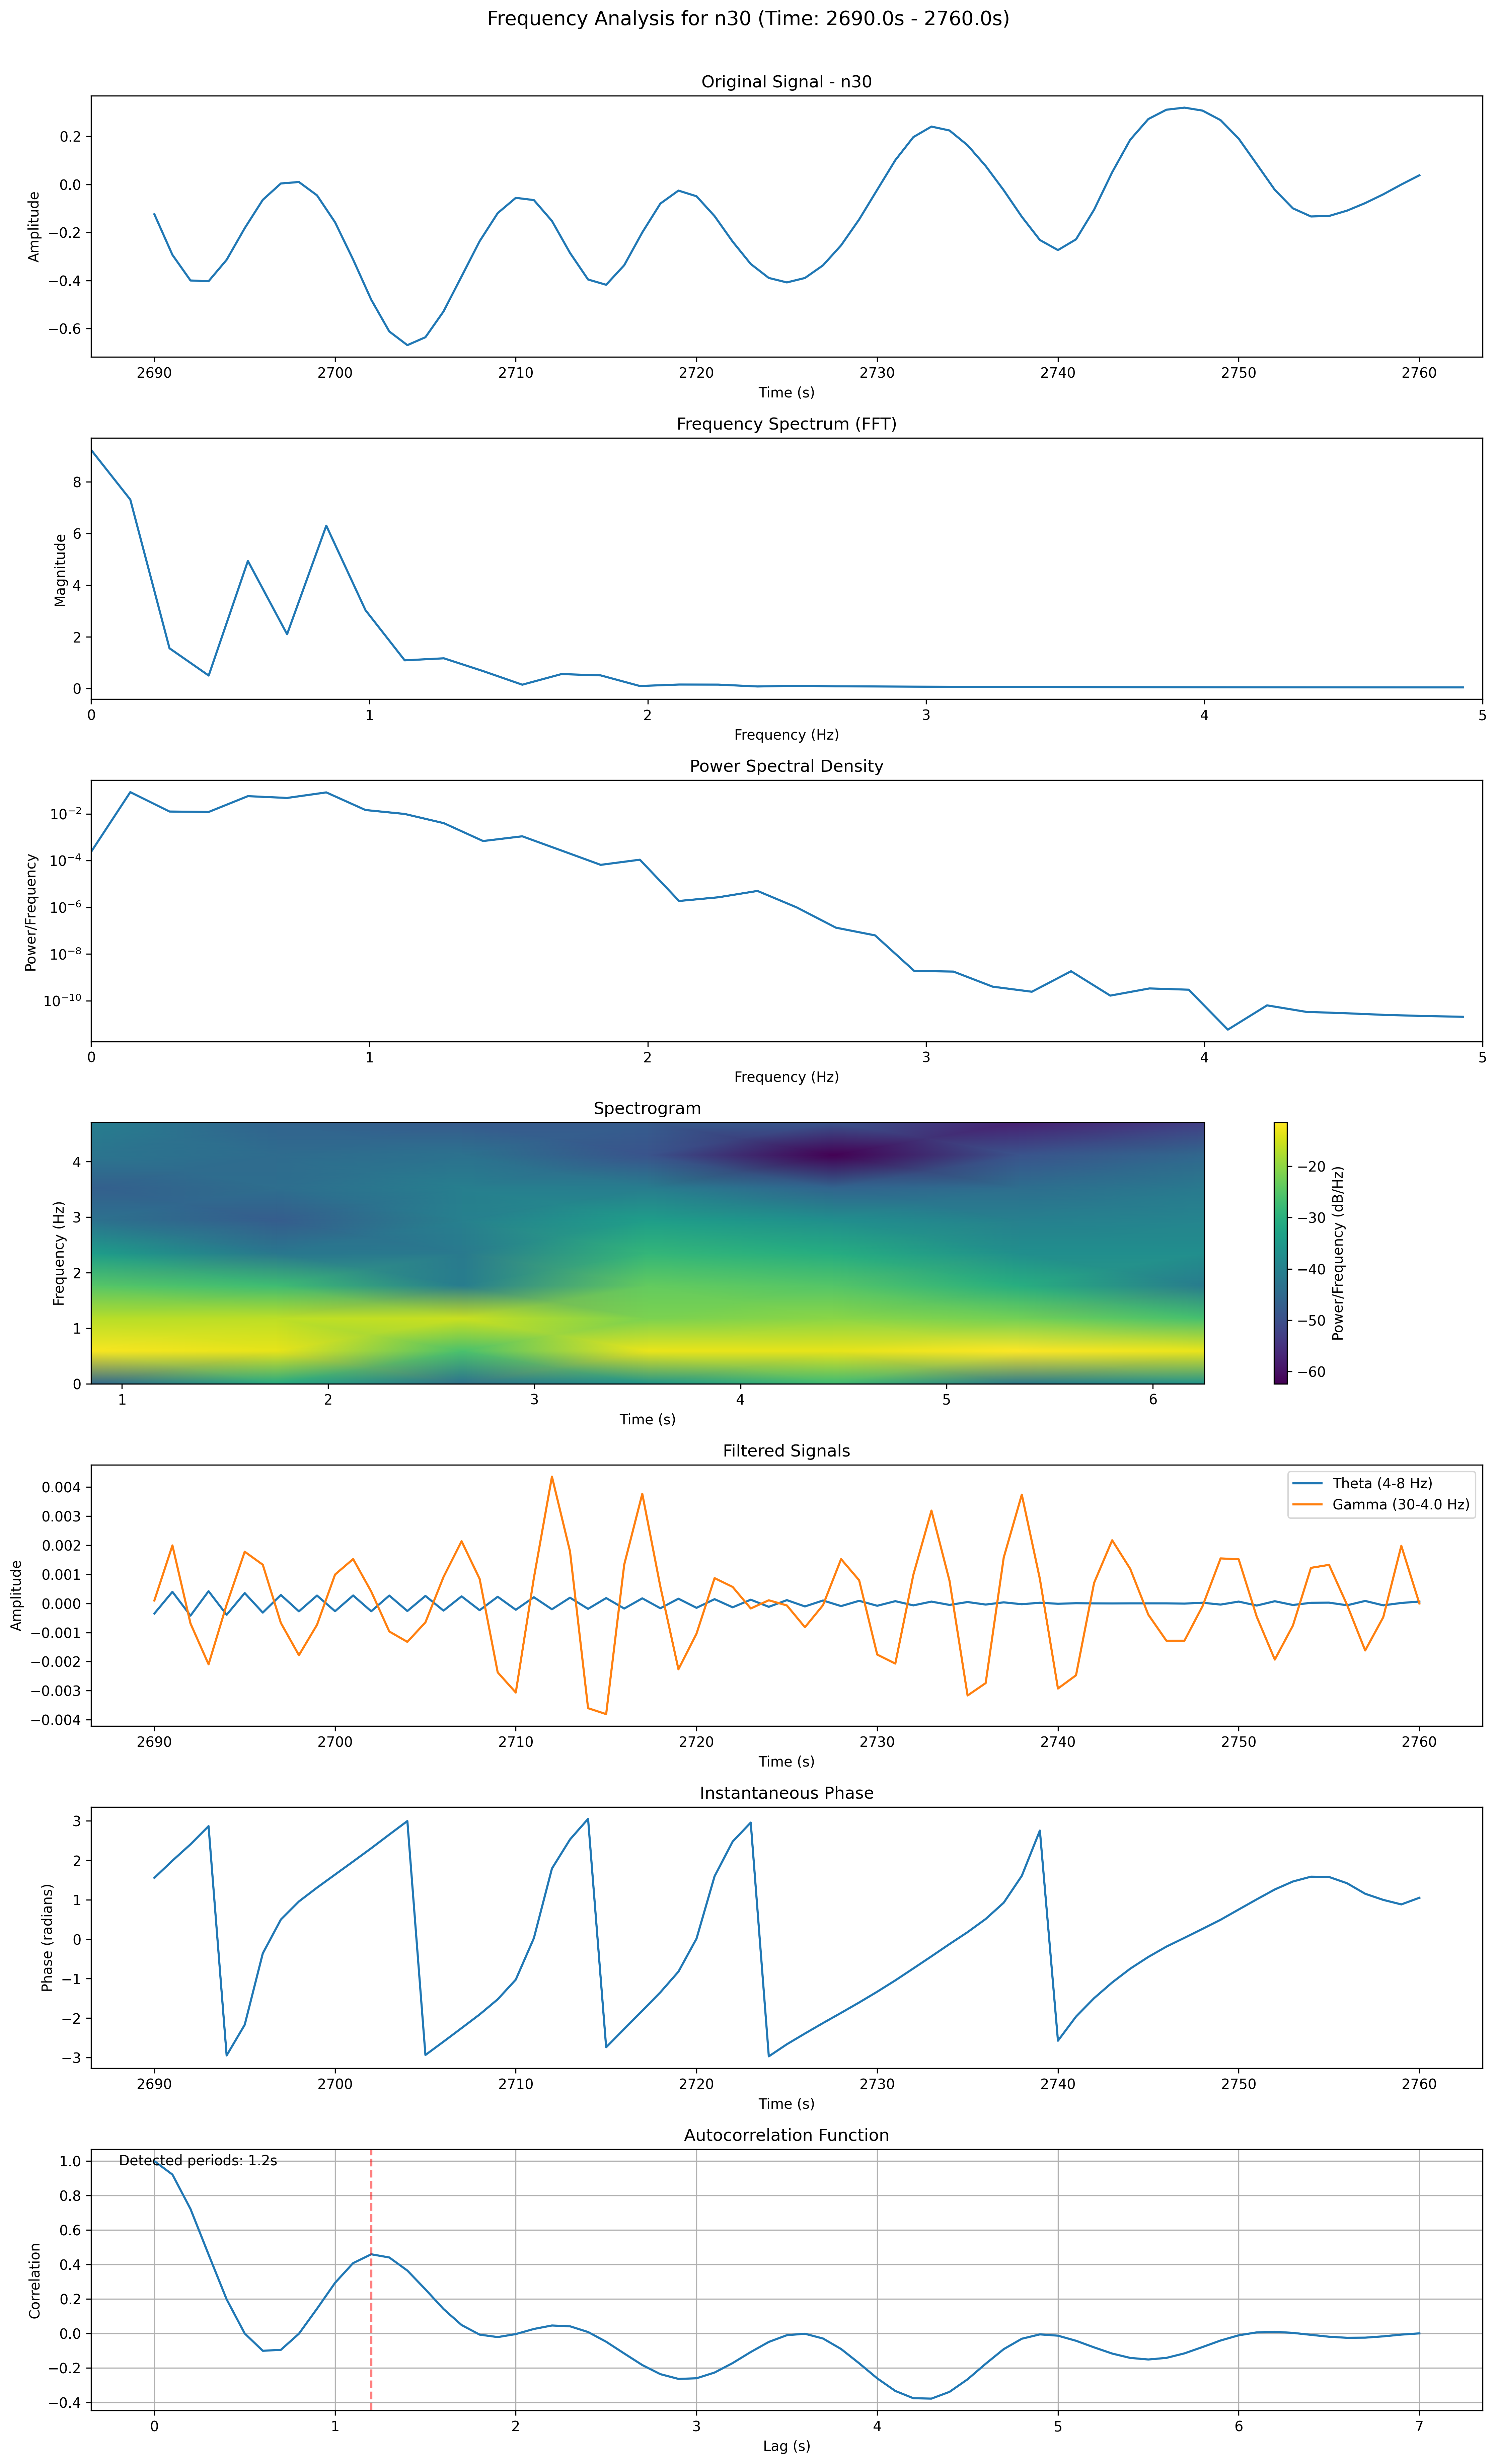 Frequency Analysis for n30 (Time: 2690.0s - 2760.0s)
Original Signal - n30
Amplitude
0.2
0.0
−0.2
−0.4
−0.6
2690 2700 2710 2720 2730 2740 2750 2760
Time (s)
Frequency Spectrum (FFT)
Magnitude
8
6
4
2
0
0 1 2 3 4 5
Frequency (Hz)
Power Spectral Density
Power/Frequency
10⁻²
10⁻⁴
10⁻⁶
10⁻⁸
10⁻¹⁰
0 1 2 3 4 5
Frequency (Hz)
Spectrogram
Frequency (Hz)
4
3
2
1
0
1 2 3 4 5 6
Time (s)
−20
−30
−40
−50
−60
Power/Frequency (dB/Hz)
Filtered Signals
Amplitude
0.004
0.003
0.002
0.001
0.000
−0.001
−0.002
−0.003
−0.004
Theta (4-8 Hz)
Gamma (30-4.0 Hz)
2690 2700 2710 2720 2730 2740 2750 2760
Time (s)
Instantaneous Phase
Phase (radians)
3
2
1
0
−1
−2
−3
2690 2700 2710 2720 2730 2740 2750 2760
Time (s)
Autocorrelation Function
Detected periods: 1.2s
Correlation
1.0
0.8
0.6
0.4
0.2
0.0
−0.2
−0.4
0 1 2 3 4 5 6 7
Lag (s)